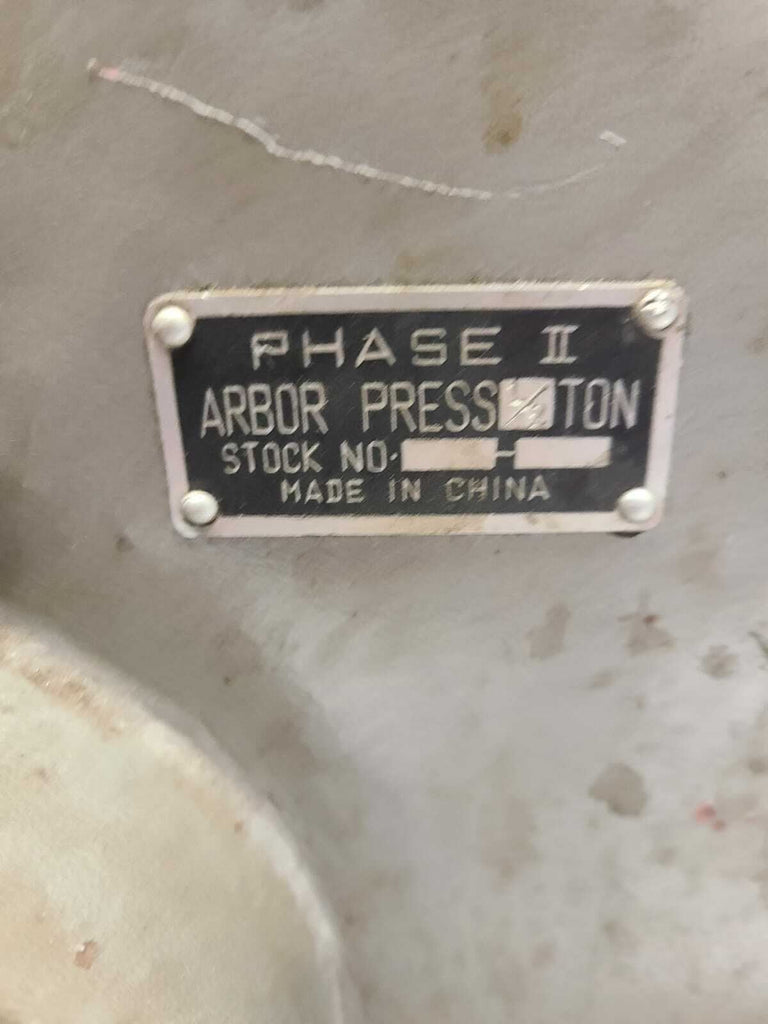 PHASE II
ARBOR PRESS 1/2 TON
STOCK NO. -
MADE IN CHINA